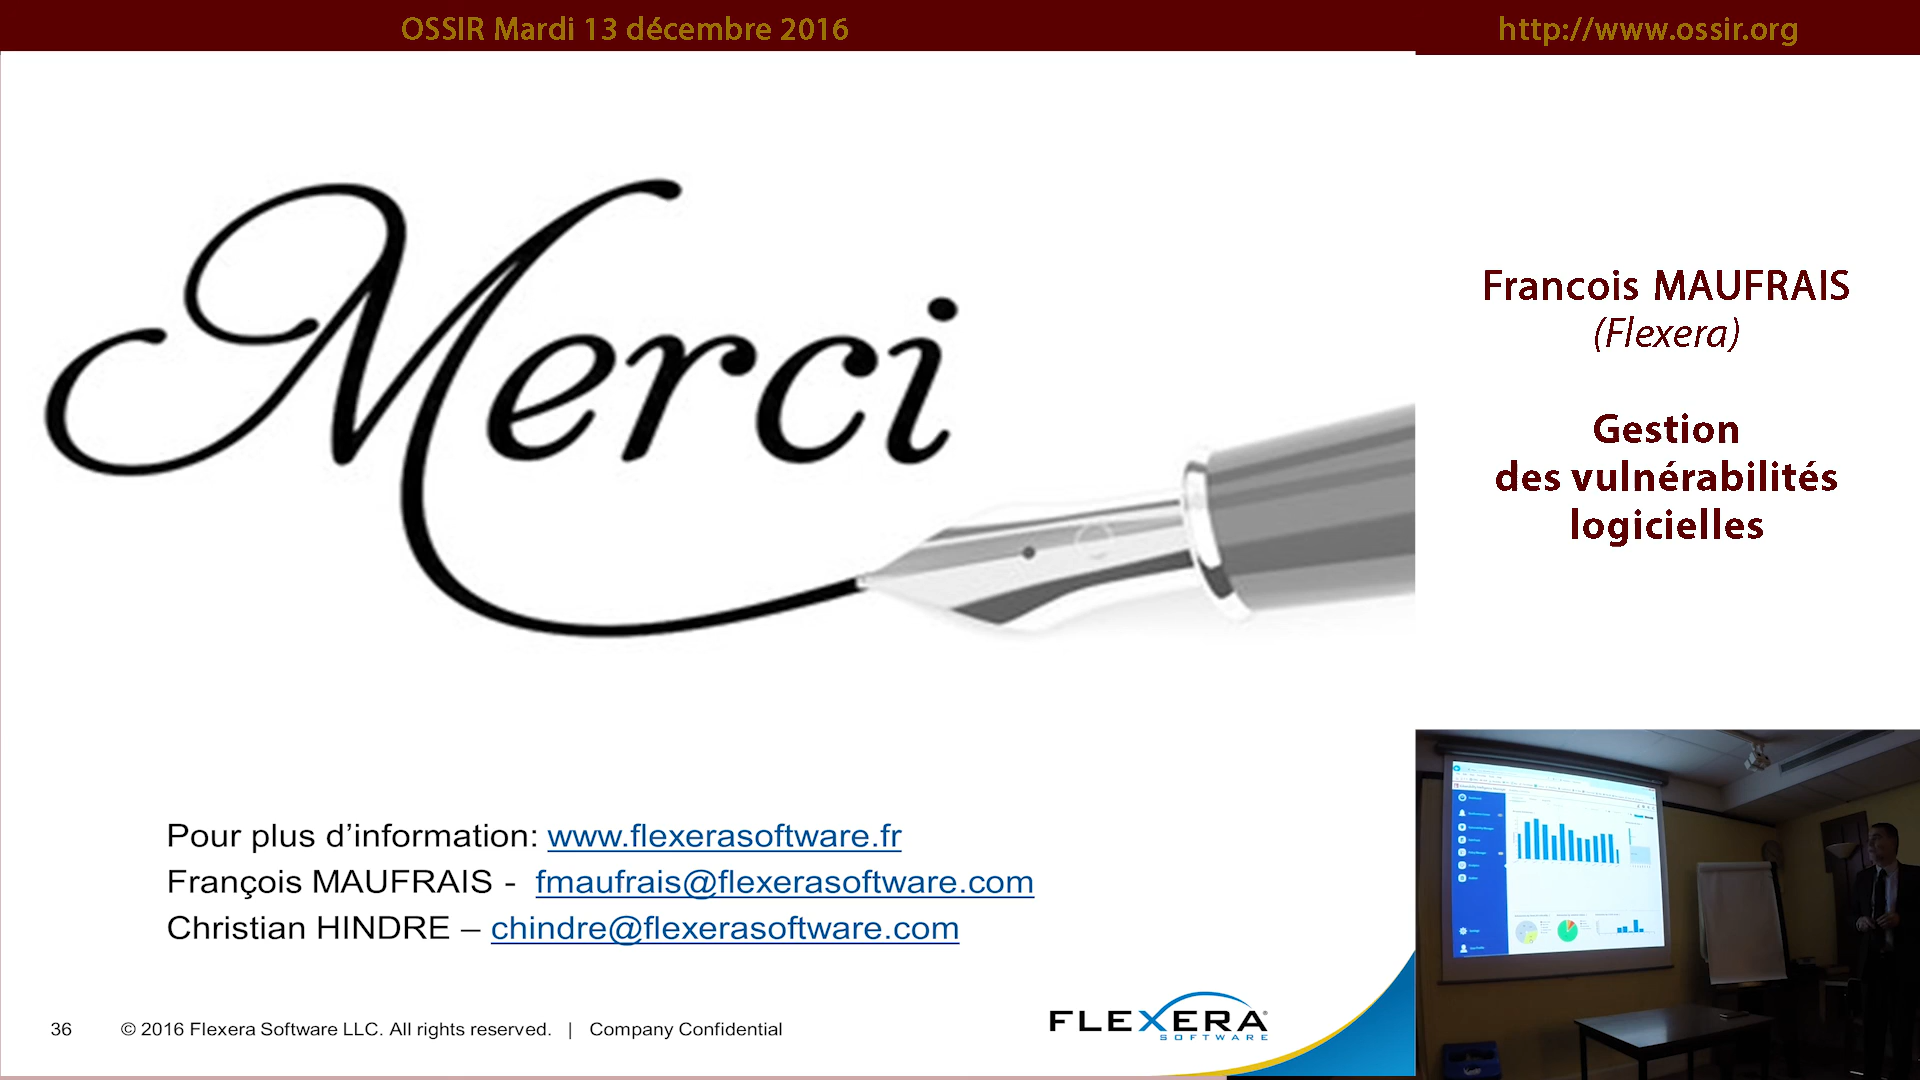 OSSIR Mardi 13 décembre 2016
http://www.ossir.org
Merci
Francois MAUFRAIS
(Flexera)
Gestion
des vulnérabilités
logicielles
Pour plus d’information: www.flexerasoftware.fr
François MAUFRAIS - fmaufrais@flexerasoftware.com
Christian HINDRE – chindre@flexerasoftware.com
36 © 2016 Flexera Software LLC. All rights reserved. | Company Confidential
FLEXERA
SOFTWARE